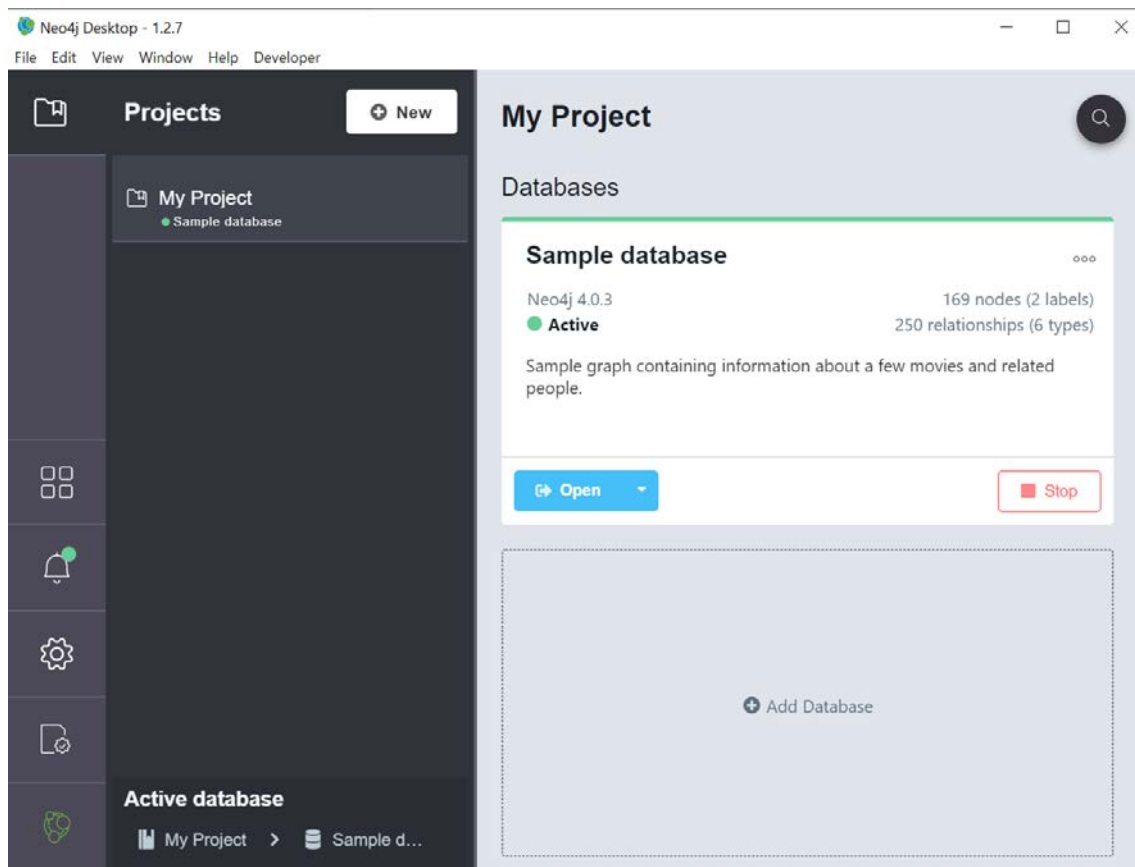 Neo4j Desktop - 1.2.7
File Edit View Window Help Developer
Projects
New
My Project
Sample database
Active database
My Project > Sample d...
My Project
Databases
Sample database
Neo4j 4.0.3
169 nodes (2 labels)
Active
250 relationships (6 types)
Sample graph containing information about a few movies and related
people.
Open
Stop
Add Database